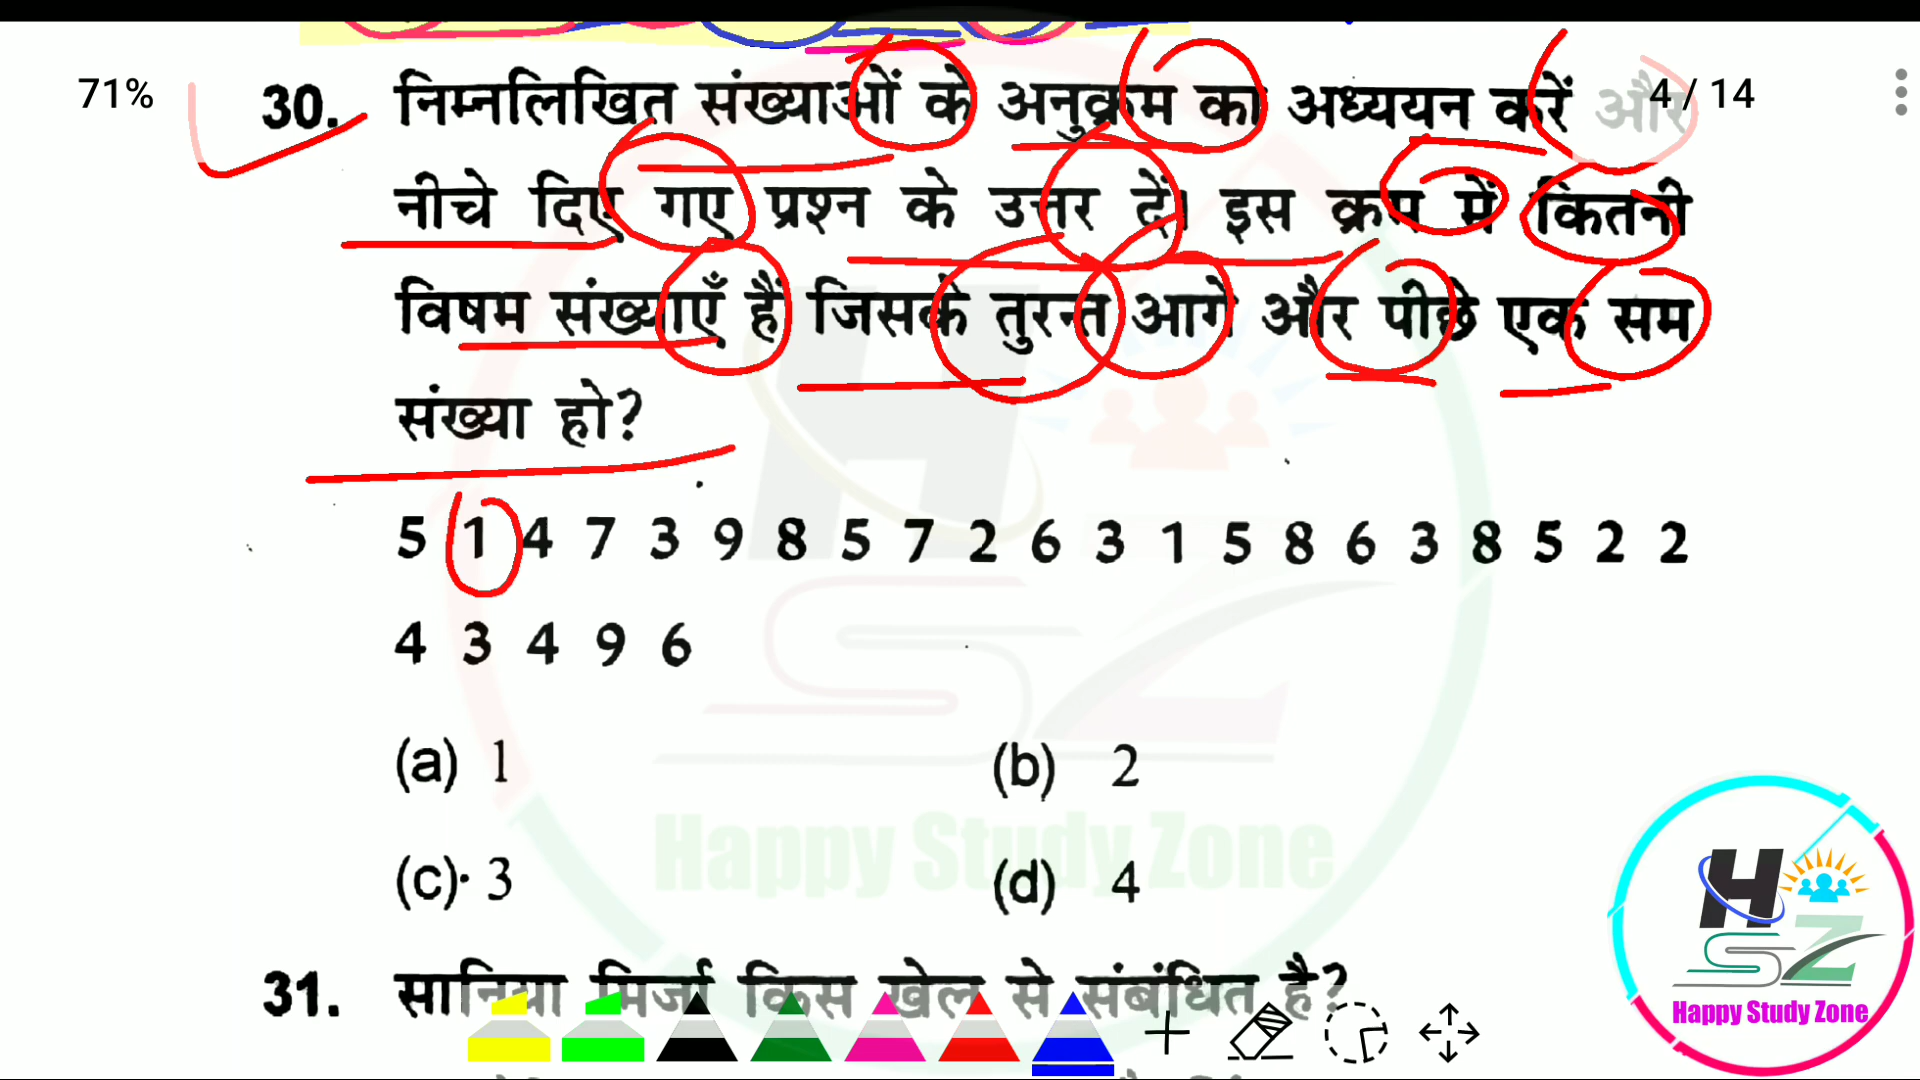 71%
4 / 14
30. निम्नलिखित संख्याओं के अनुक्रम का अध्ययन करें और
नीचे दिए गए प्रश्न के उत्तर दें। इस क्रम में कितनी
विषम संख्याएँ हैं जिसके तुरन्त आगे और पीछे एक सम
संख्या हो?
5 1 4 7 3 9 8 5 7 2 6 3 1 5 8 6 3 8 5 2 2
4 3 4 9 6
(a) 1
(b) 2
(c) 3
(d) 4
Happy Study Zone
31. सानिया मिर्जा किस खेल से संबंधित है?
HSZ
Happy Study Zone